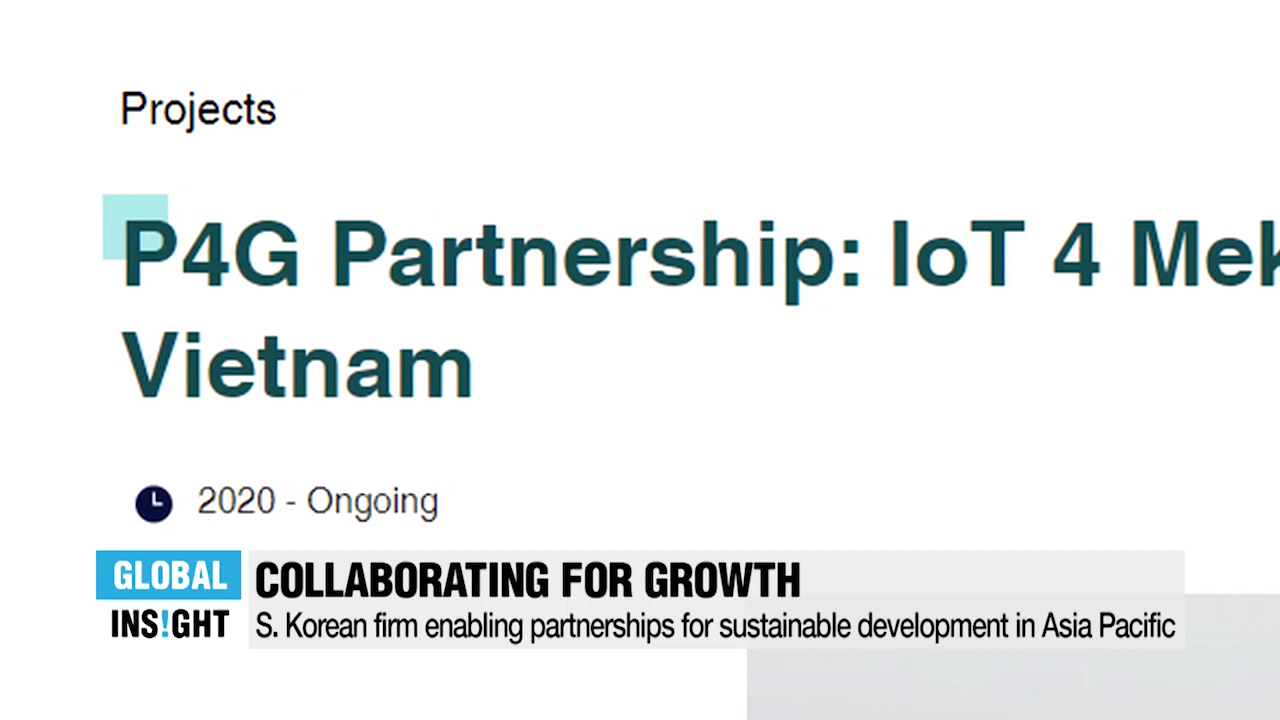 Projects
P4G Partnership: IoT 4 Mek
Vietnam
2020 - Ongoing
GLOBAL
INS!GHT
COLLABORATING FOR GROWTH
S. Korean firm enabling partnerships for sustainable development in Asia Pacific